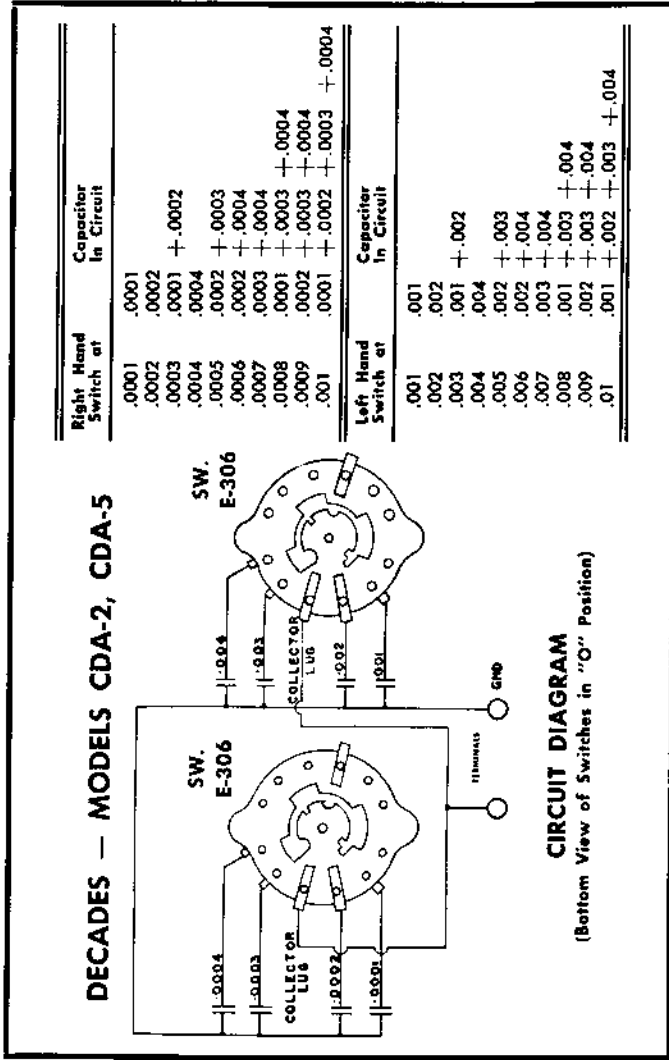 DECADES — MODELS CDA-2, CDA-5
SW.
E-306
SW.
E-306
.0004
.0003
COLLECTOR
LUG
.0002
.0001
.004
.003
COLLECTOR
LUG
.002
.001
TERMINALS
GND
CIRCUIT DIAGRAM
(Bottom View of Switches in "O" Position)
Right Hand Capacitor
Switch at In Circuit
.0001 .0001
.0002 .0002
.0003 .0001 +.0002
.0004 .0004
.0005 .0002 +.0003
.0006 .0002 +.0004
.0007 .0003 +.0004
.0008 .0001 +.0003 +.0004
.0009 .0002 +.0003 +.0004
.001 .0001 +.0002 +.0003 +.0004
Left Hand Capacitor
Switch at In Circuit
.001 .001
.002 .002
.003 .001 +.002
.004 .004
.005 .002 +.003
.006 .002 +.004
.007 .003 +.004
.008 .001 +.003 +.004
.009 .002 +.003 +.004
.01 .001 +.002 +.003 +.004